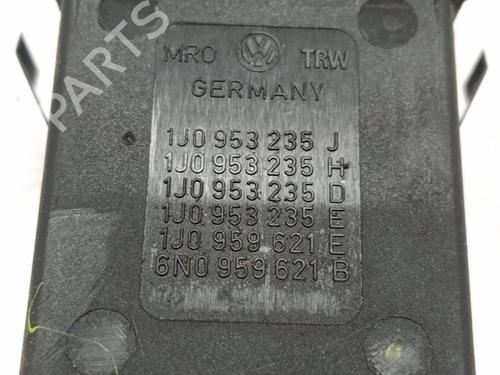 MRO VW TRW
GERMANY
1J0 953 235 J
1J0 953 235 H
1J0 953 235 D
1J0 953 235 E
1J0 959 621 E
6N0 959 621 B
PARTS